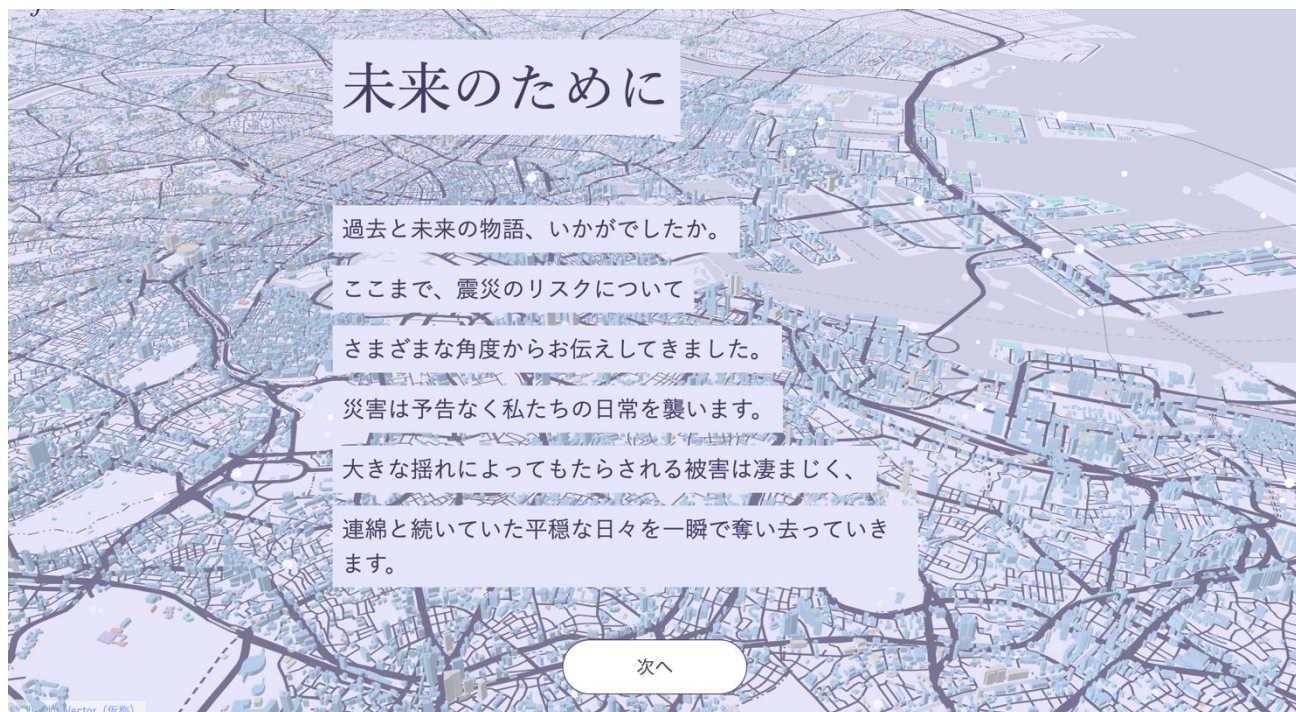 未来のために
過去と未来の物語、いかがでしたか。
ここまで、震災のリスクについて
さまざまな角度からお伝えしてきました。
災害は予告なく私たちの日常を襲います。
大きな揺れによってもたらされる被害は凄まじく、
連綿と続いていた平穏な日々を一瞬で奪い去っていき
ます。
次へ
Vector（仮称）